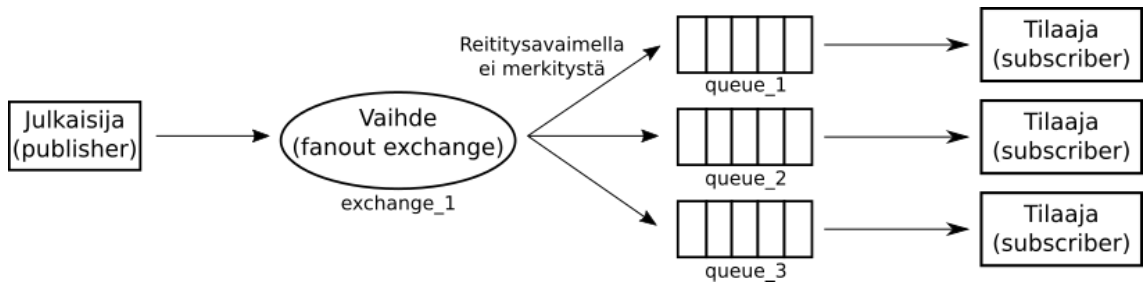 Julkaisija
(publisher)
Vaihde
(fanout exchange)
exchange_1
Reititysavaimella
ei merkitystä
queue_1
queue_2
queue_3
Tilaaja
(subscriber)
Tilaaja
(subscriber)
Tilaaja
(subscriber)